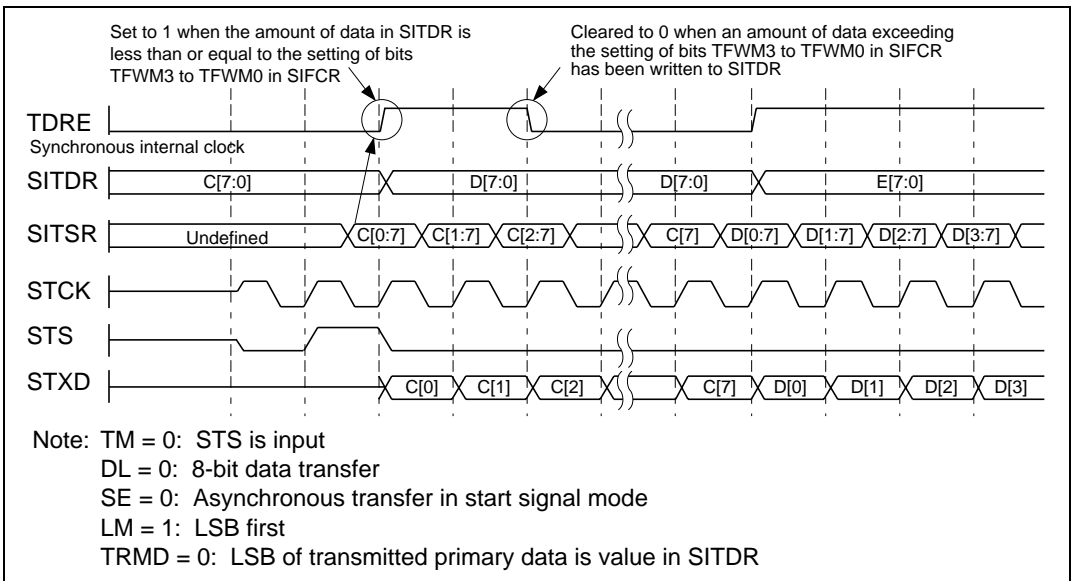 Set to 1 when the amount of data in SITDR is
less than or equal to the setting of bits
TFWM3 to TFWM0 in SIFCR
Cleared to 0 when an amount of data exceeding
the setting of bits TFWM3 to TFWM0 in SIFCR
has been written to SITDR
TDRE
Synchronous internal clock
SITDR C[7:0] D[7:0] D[7:0] E[7:0]
SITSR Undefined C[0:7] C[1:7] C[2:7] C[7] D[0:7] D[1:7] D[2:7] D[3:7]
STCK
STS
STXD C[0] C[1] C[2] C[7] D[0] D[1] D[2] D[3]
Note: TM = 0: STS is input
DL = 0: 8-bit data transfer
SE = 0: Asynchronous transfer in start signal mode
LM = 1: LSB first
TRMD = 0: LSB of transmitted primary data is value in SITDR